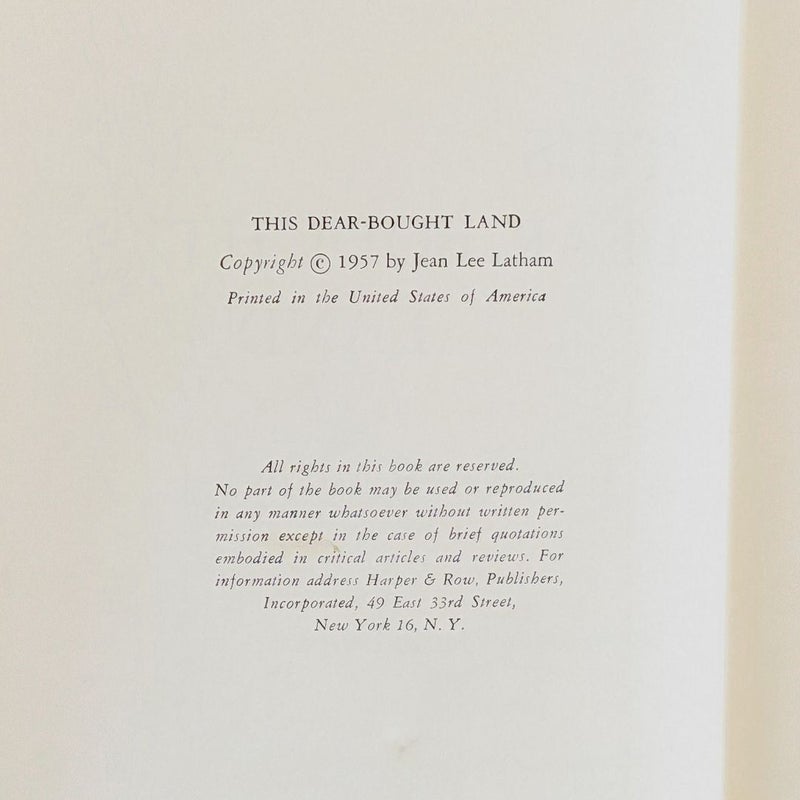 THIS DEAR-BOUGHT LAND
Copyright © 1957 by Jean Lee Latham
Printed in the United States of America
All rights in this book are reserved.
No part of the book may be used or reproduced
in any manner whatsoever without written per-
mission except in the case of brief quotations
embodied in critical articles and reviews. For
information address Harper & Row, Publishers,
Incorporated, 49 East 33rd Street,
New York 16, N. Y.